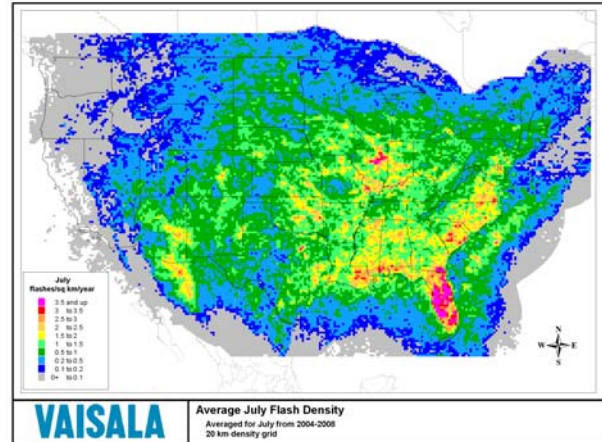 July
flashes/sq km/year
3.5 and up
3 to 3.5
2.5 to 3
2 to 2.5
1.5 to 2
1 to 1.5
0.5 to 1
0.2 to 0.5
0.1 to 0.2
0+ to 0.1
N
W E
S
VAISALA
Average July Flash Density
Averaged for July from 2004-2008
20 km density grid